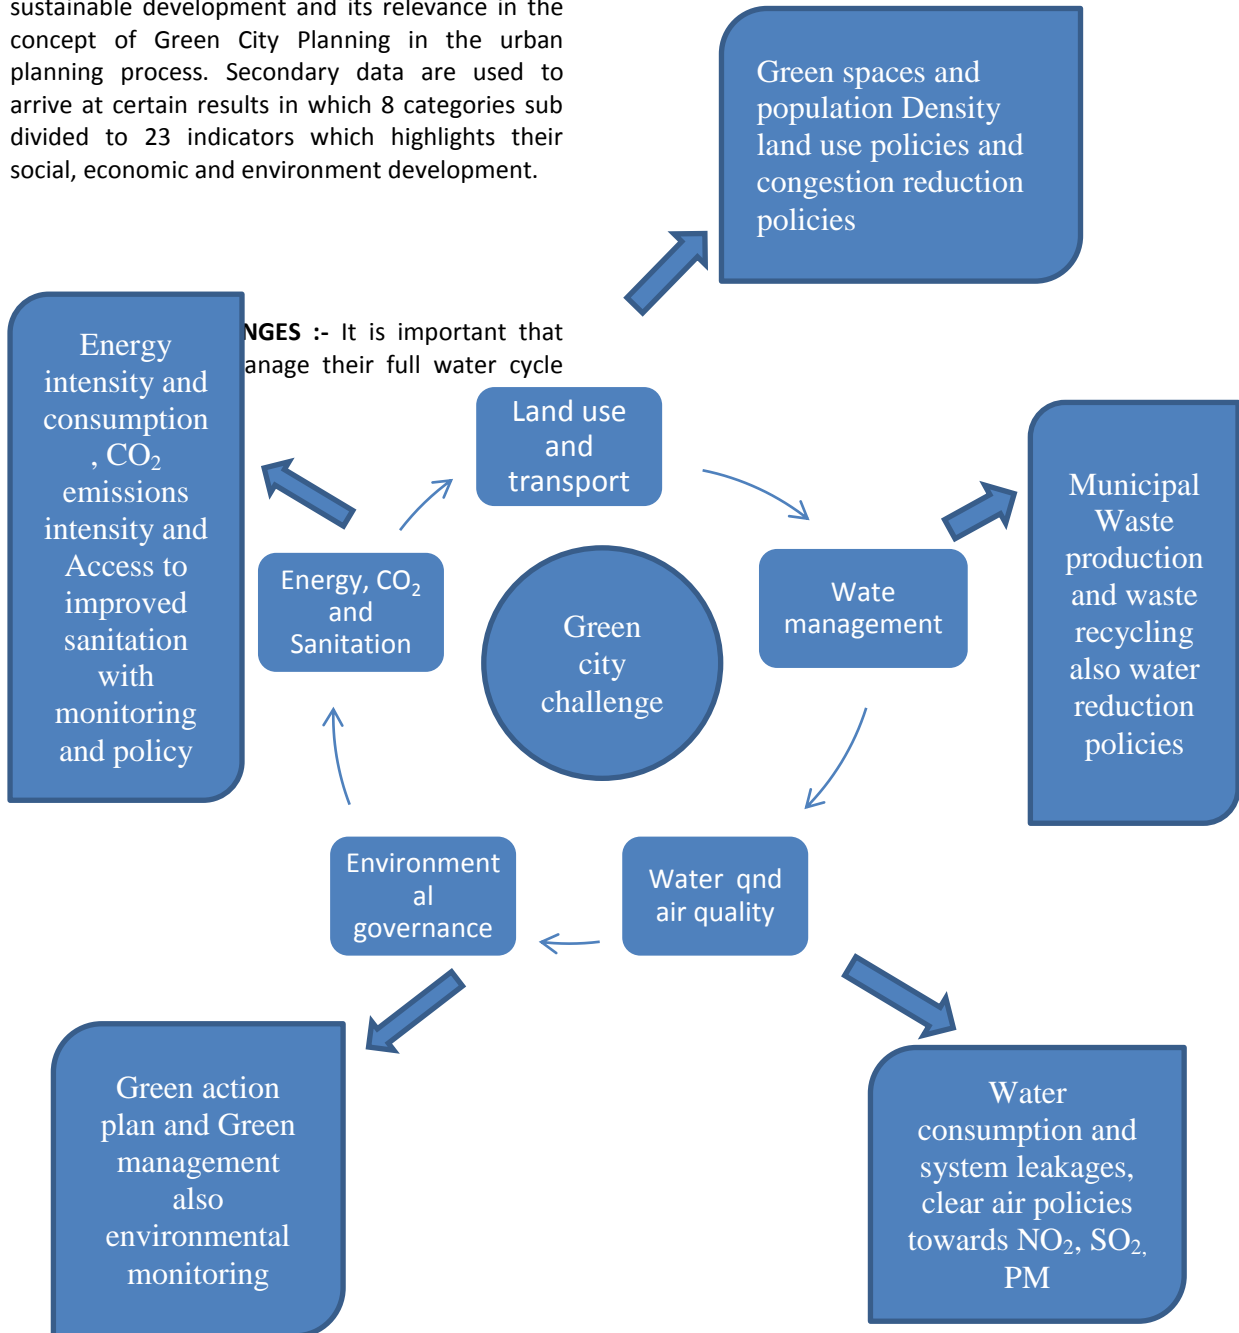 sustainable development and its relevance in the
concept of Green City Planning in the urban
planning process. Secondary data are used to
arrive at certain results in which 8 categories sub
divided to 23 indicators which highlights their
social, economic and environment development.
Green spaces and
population Density
land use policies and
congestion reduction
policies
NGES :- It is important that
anage their full water cycle
Energy
intensity and
consumption
, CO₂
emissions
intensity and
Access to
improved
sanitation
with
monitoring
and policy
Land use
and
transport
Municipal
Waste
production
and waste
recycling
also water
reduction
policies
Energy, CO₂
and
Sanitation
Green
city
challenge
Wate
management
Environment
al
governance
Water qnd
air quality
Green action
plan and Green
management
also
environmental
monitoring
Water
consumption and
system leakages,
clear air policies
towards NO₂, SO₂,
PM